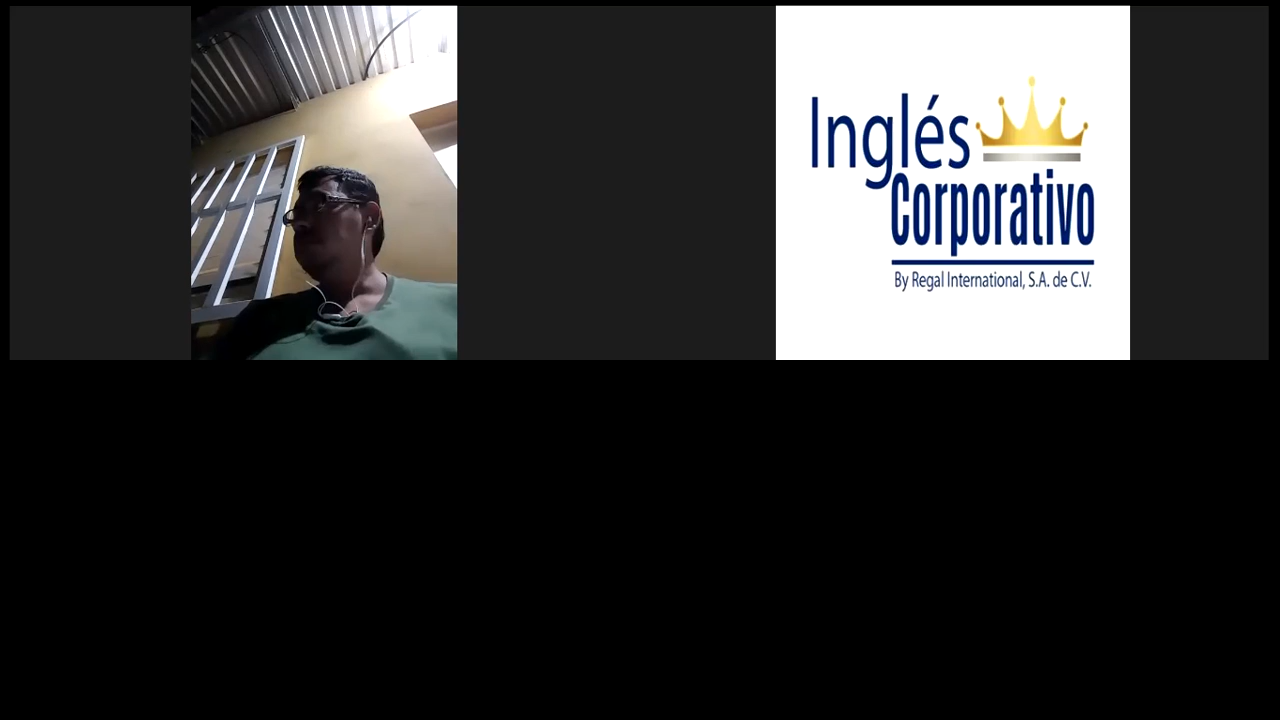 Inglés
Corporativo
By Regal International, S.A. de C.V.